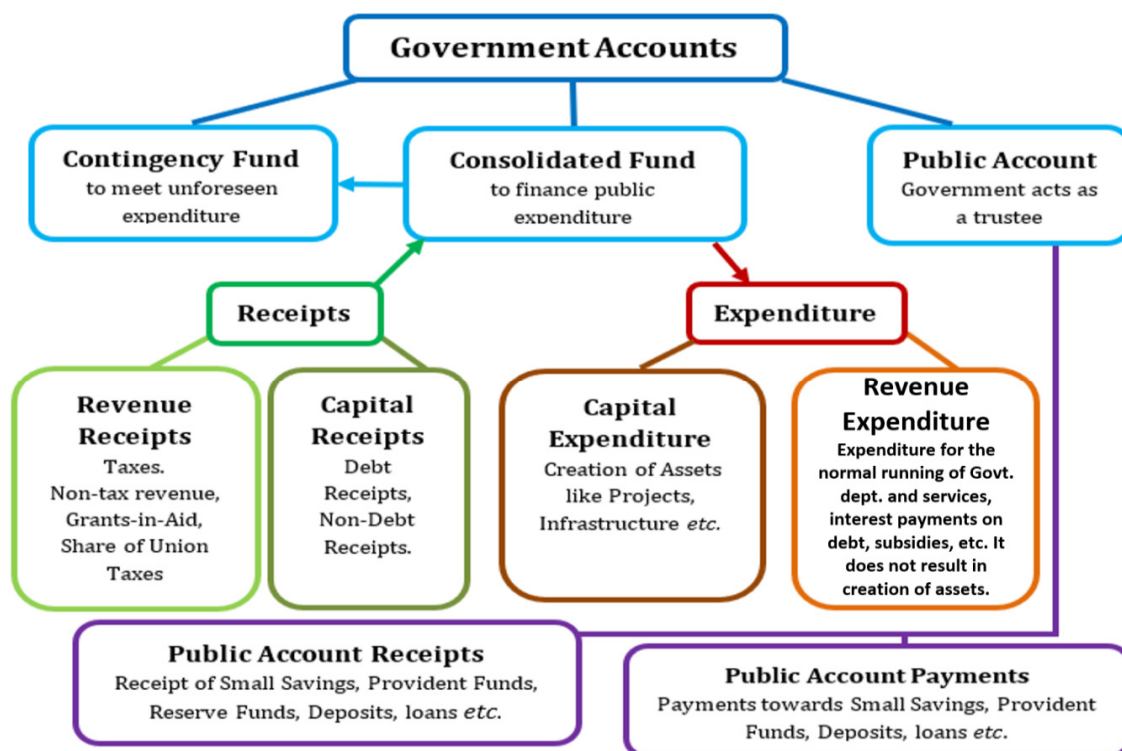 Government Accounts
Contingency Fund
to meet unforeseen
expenditure
Consolidated Fund
to finance public
expenditure
Public Account
Government acts as
a trustee
Receipts
Expenditure
Revenue
Receipts
Taxes.
Non-tax revenue,
Grants-in-Aid,
Share of Union
Taxes
Capital
Receipts
Debt
Receipts,
Non-Debt
Receipts.
Capital
Expenditure
Creation of Assets
like Projects,
Infrastructure etc.
Revenue
Expenditure
Expenditure for the
normal running of Govt.
dept. and services,
interest payments on
debt, subsidies, etc. It
does not result in
creation of assets.
Public Account Receipts
Receipt of Small Savings, Provident Funds,
Reserve Funds, Deposits, loans etc.
Public Account Payments
Payments towards Small Savings, Provident
Funds, Deposits, loans etc.